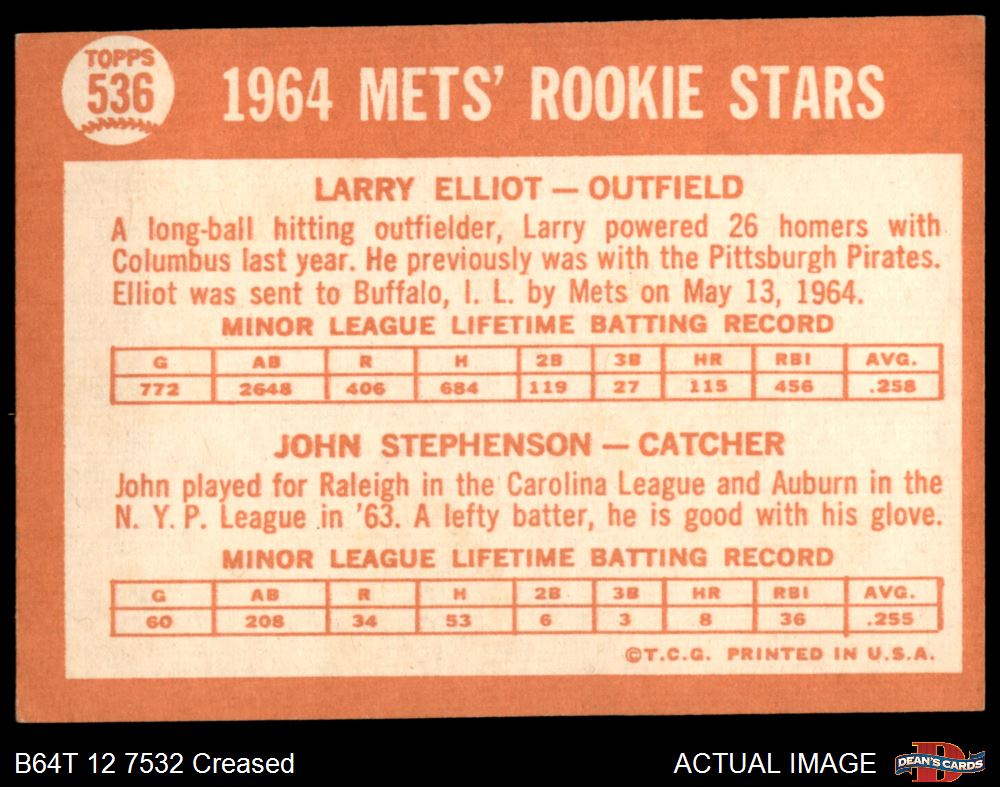 TOPPS
536
1964 METS' ROOKIE STARS
LARRY ELLIOT — OUTFIELD
A long-ball hitting outfielder, Larry powered 26 homers with
Columbus last year. He previously was with the Pittsburgh Pirates.
Elliot was sent to Buffalo, I. L. by Mets on May 13, 1964.
MINOR LEAGUE LIFETIME BATTING RECORD
G AB R H 2B 3B HR RBI AVG.
772 2648 406 684 119 27 115 456 .258
JOHN STEPHENSON — CATCHER
John played for Raleigh in the Carolina League and Auburn in the
N. Y. P. League in '63. A lefty batter, he is good with his glove.
MINOR LEAGUE LIFETIME BATTING RECORD
G AB R H 2B 3B HR RBI AVG.
60 208 34 53 6 3 8 36 .255
©T.C.G. PRINTED IN U.S.A.
B64T 12 7532 Creased
ACTUAL IMAGE
D
DEAN'S CARDS